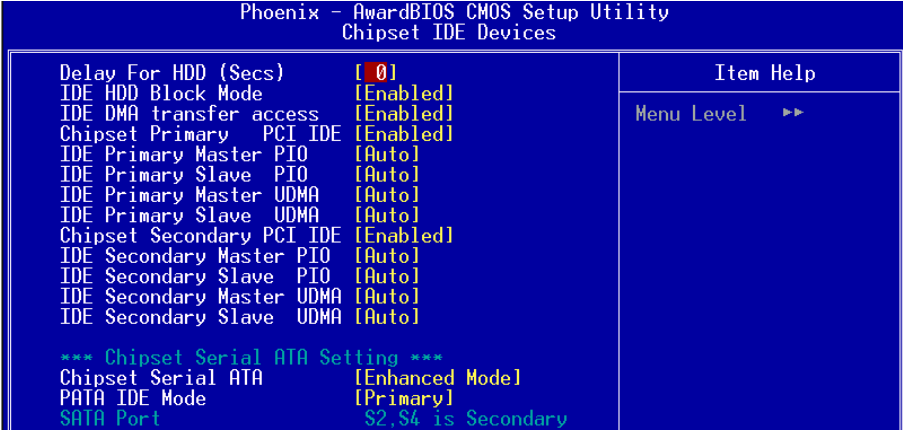 Phoenix - AwardBIOS CMOS Setup Utility
Chipset IDE Devices
Delay For HDD (Secs) [ 0]
IDE HDD Block Mode [Enabled]
IDE DMA transfer access [Enabled]
Chipset Primary PCI IDE [Enabled]
IDE Primary Master PIO [Auto]
IDE Primary Slave PIO [Auto]
IDE Primary Master UDMA [Auto]
IDE Primary Slave UDMA [Auto]
Chipset Secondary PCI IDE [Enabled]
IDE Secondary Master PIO [Auto]
IDE Secondary Slave PIO [Auto]
IDE Secondary Master UDMA [Auto]
IDE Secondary Slave UDMA [Auto]
*** Chipset Serial ATA Setting ***
Chipset Serial ATA [Enhanced Mode]
PATA IDE Mode [Primary]
SATA Port S2,S4 is Secondary
Item Help
Menu Level ►►